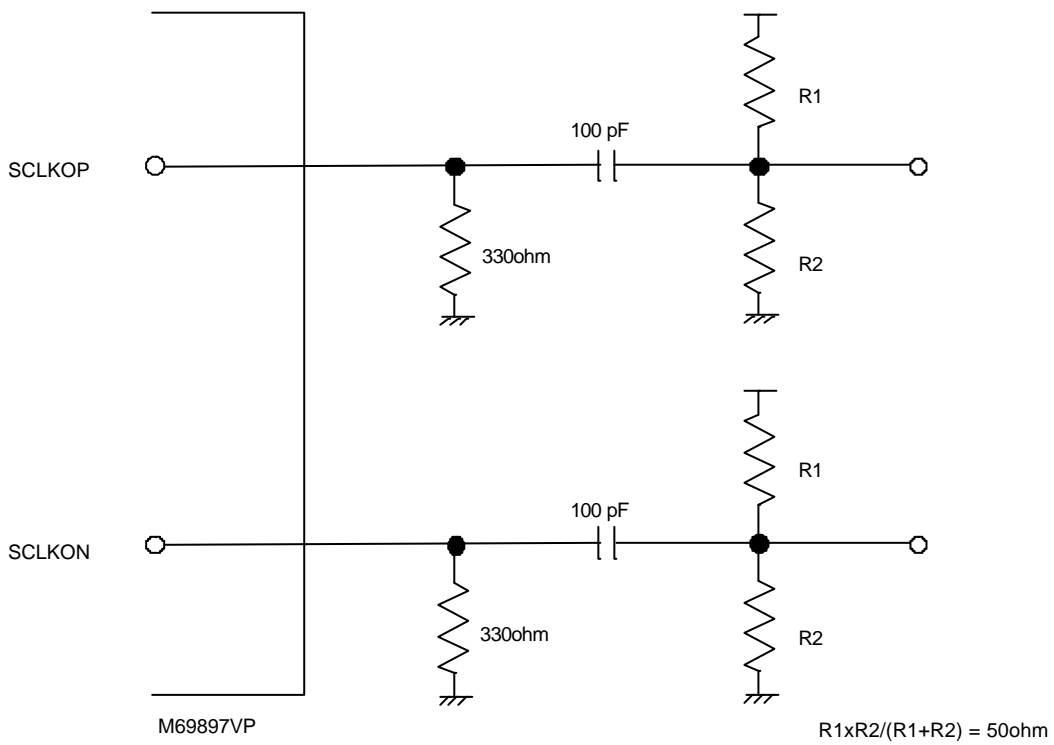 R1
100 pF
SCLKOP
330ohm
R2
R1
100 pF
SCLKON
330ohm
R2
M69897VP
R1xR2/(R1+R2) = 50ohm